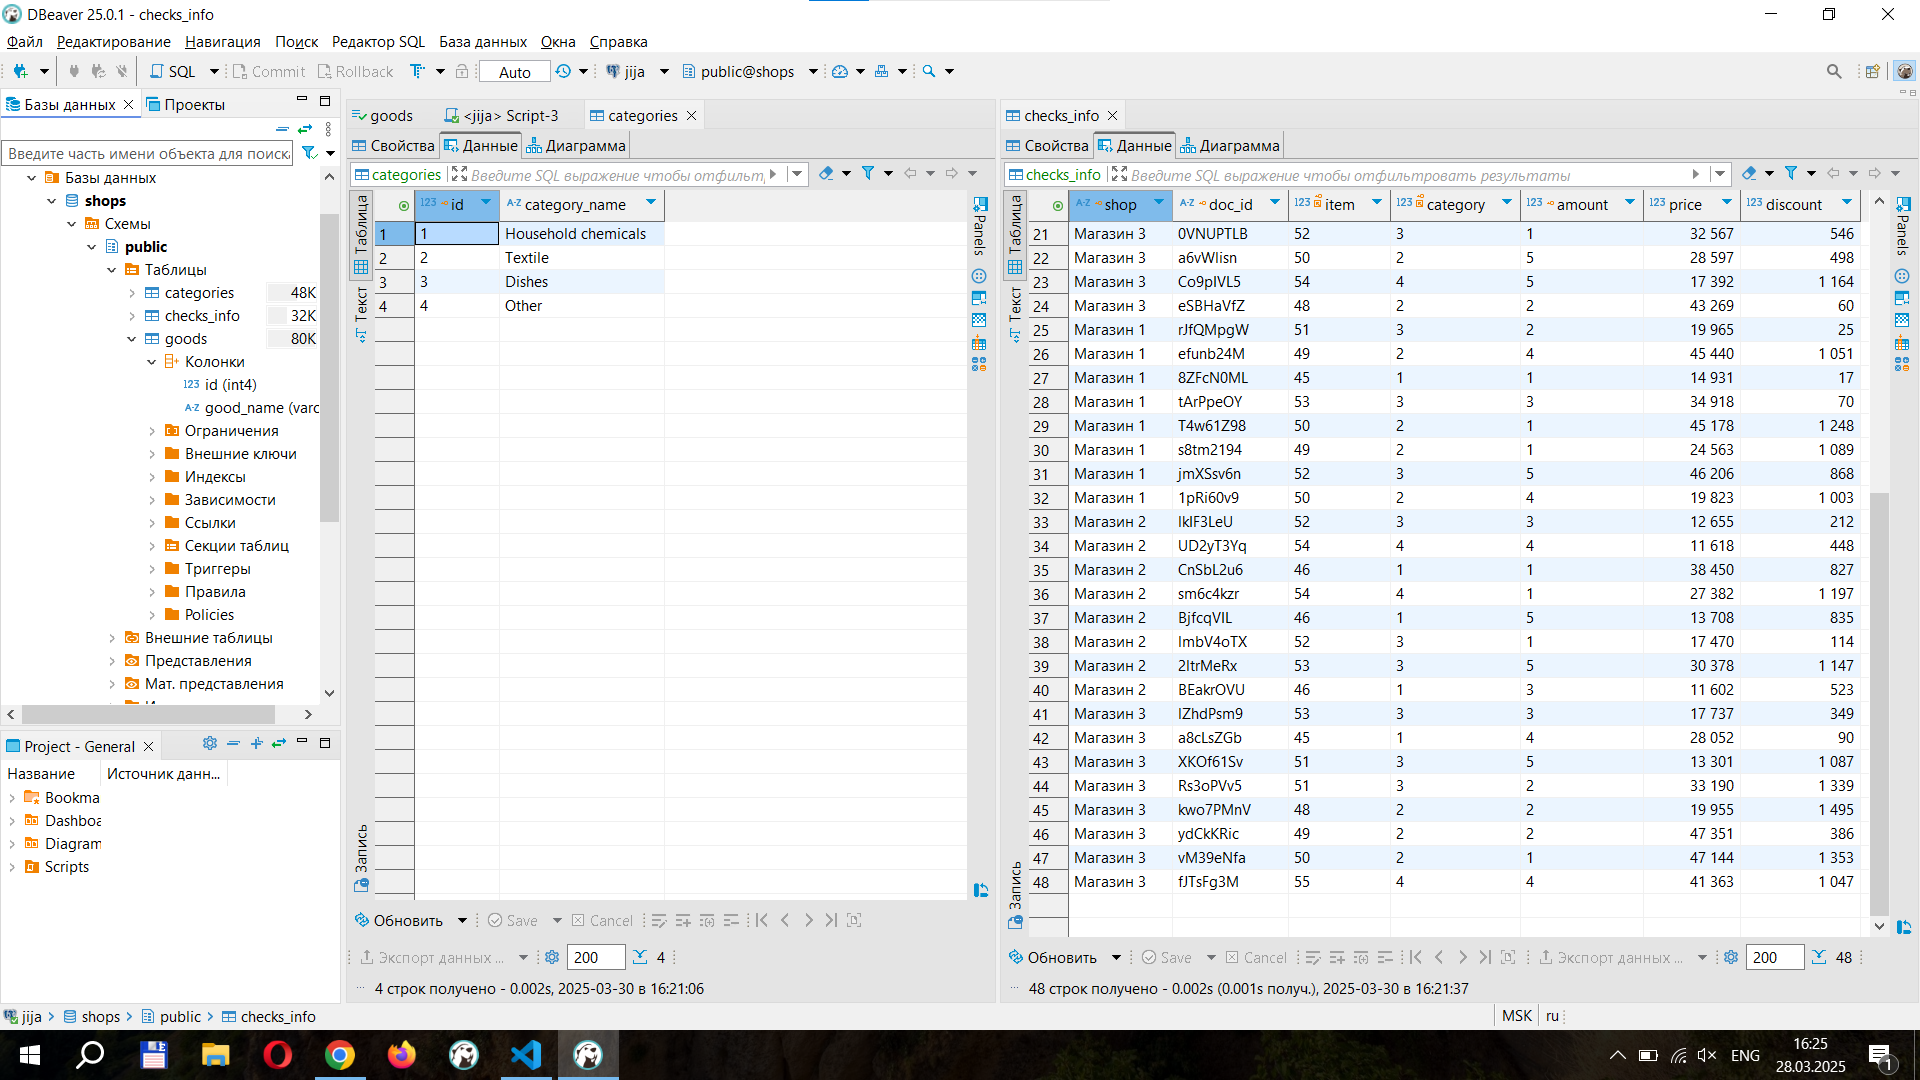 DBeaver 25.0.1 - checks_info
Файл Редактирование Навигация Поиск Редактор SQL База данных Окна Справка
SQL Commit Rollback Auto jija public@shops
Базы данных Проекты
Введите часть имени объекта для поиска
Базы данных
shops
Схемы
public
Таблицы
categories 48K
checks_info 32K
goods 80K
Колонки
id (int4)
good_name (varc
Ограничения
Внешние ключи
Индексы
Зависимости
Ссылки
Секции таблиц
Триггеры
Правила
Policies
Внешние таблицы
Представления
Мат. представления
Project - General
Название Источник данн...
Bookma
Dashboa
Diagram
Scripts
goods <jija> Script-3 categories
Свойства Данные Диаграмма
categories Введите SQL выражение чтобы отфильт
Таблица
Текст
Запись
Panels
123 id A-Z category_name
1 1 Household chemicals
2 2 Textile
3 3 Dishes
4 4 Other
Обновить Save Cancel
Экспорт данных ... 200 4
4 строк получено - 0.002s, 2025-03-30 в 16:21:06
checks_info
Свойства Данные Диаграмма
checks_info Введите SQL выражение чтобы отфильтровать результаты
Таблица
Текст
Запись
Panels
A-Z shop A-Z doc_id 123 item 123 category 123 amount 123 price 123 discount
21 Магазин 3 0VNUPTLB 52 3 1 32 567 546
22 Магазин 3 a6vWlisn 50 2 5 28 597 498
23 Магазин 3 Co9pIVL5 54 4 5 17 392 1 164
24 Магазин 3 eSBHaVfZ 48 2 2 43 269 60
25 Магазин 1 rJfQMpgW 51 3 2 19 965 25
26 Магазин 1 efunb24M 49 2 4 45 440 1 051
27 Магазин 1 8ZFcN0ML 45 1 1 14 931 17
28 Магазин 1 tArPpeOY 53 3 3 34 918 70
29 Магазин 1 T4w61Z98 50 2 1 45 178 1 248
30 Магазин 1 s8tm2194 49 2 1 24 563 1 089
31 Магазин 1 jmXSsv6n 52 3 5 46 206 868
32 Магазин 1 1pRi60v9 50 2 4 19 823 1 003
33 Магазин 2 IkIF3LeU 52 3 3 12 655 212
34 Магазин 2 UD2yT3Yq 54 4 4 11 618 448
35 Магазин 2 CnSbL2u6 46 1 1 38 450 827
36 Магазин 2 sm6c4kzr 54 4 1 27 382 1 197
37 Магазин 2 BjfcqVIL 46 1 5 13 708 835
38 Магазин 2 ImbV4oTX 52 3 1 17 470 114
39 Магазин 2 2ItrMeRx 53 3 5 30 378 1 147
40 Магазин 2 BEakrOVU 46 1 3 11 602 523
41 Магазин 3 IZhdPsm9 53 3 3 17 737 349
42 Магазин 3 a8cLsZGb 45 1 4 28 052 90
43 Магазин 3 XKOf61Sv 51 3 5 13 301 1 087
44 Магазин 3 Rs3oPVv5 51 3 2 33 190 1 339
45 Магазин 3 kwo7PMnV 48 2 2 19 955 1 495
46 Магазин 3 ydCkKRic 49 2 2 47 351 386
47 Магазин 3 vM39eNfa 50 2 1 47 144 1 353
48 Магазин 3 fJTsFg3M 55 4 4 41 363 1 047
Обновить Save Cancel Экспорт данных ... 200 48
48 строк получено - 0.002s (0.001s получ.), 2025-03-30 в 16:21:37
jija shops public checks_info
MSK ru
ENG 16:25
28.03.2025
1